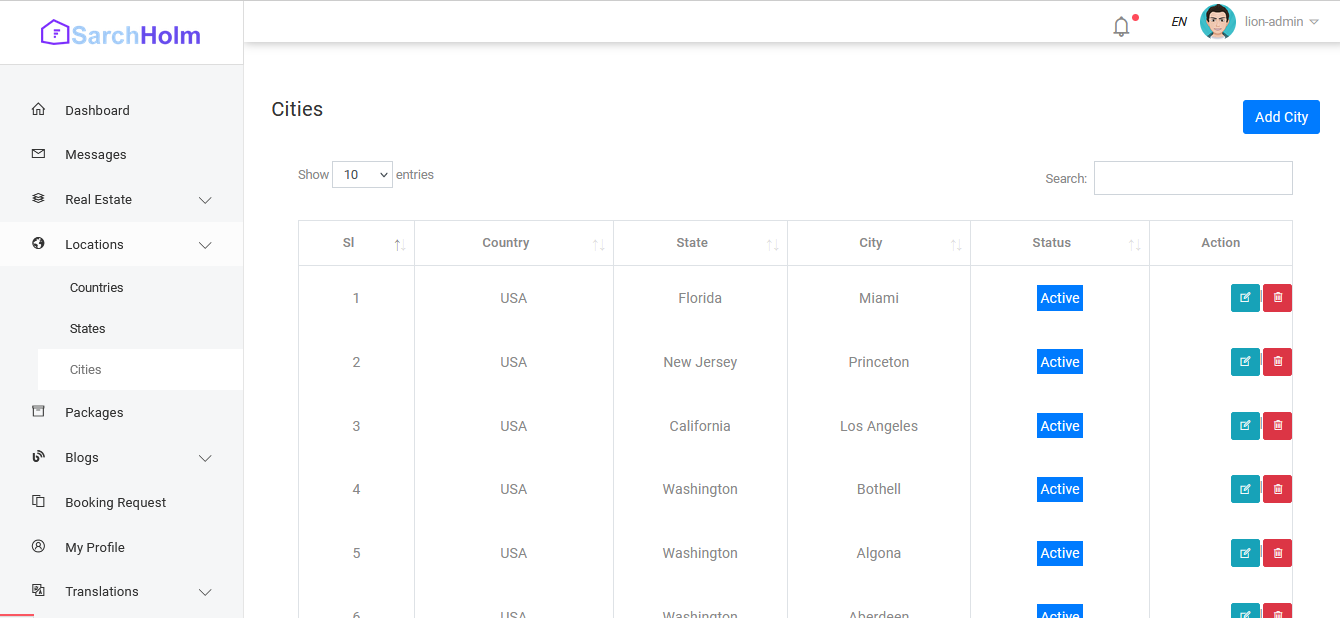 SarchHolm
EN
lion-admin
Dashboard
Messages
Real Estate
Locations
Countries
States
Cities
Packages
Blogs
Booking Request
My Profile
Translations
Cities
Add City
Show 10 entries
Search:
Sl Country State City Status Action
1 USA Florida Miami Active
2 USA New Jersey Princeton Active
3 USA California Los Angeles Active
4 USA Washington Bothell Active
5 USA Washington Algona Active
6 USA Washington Aberdeen Active